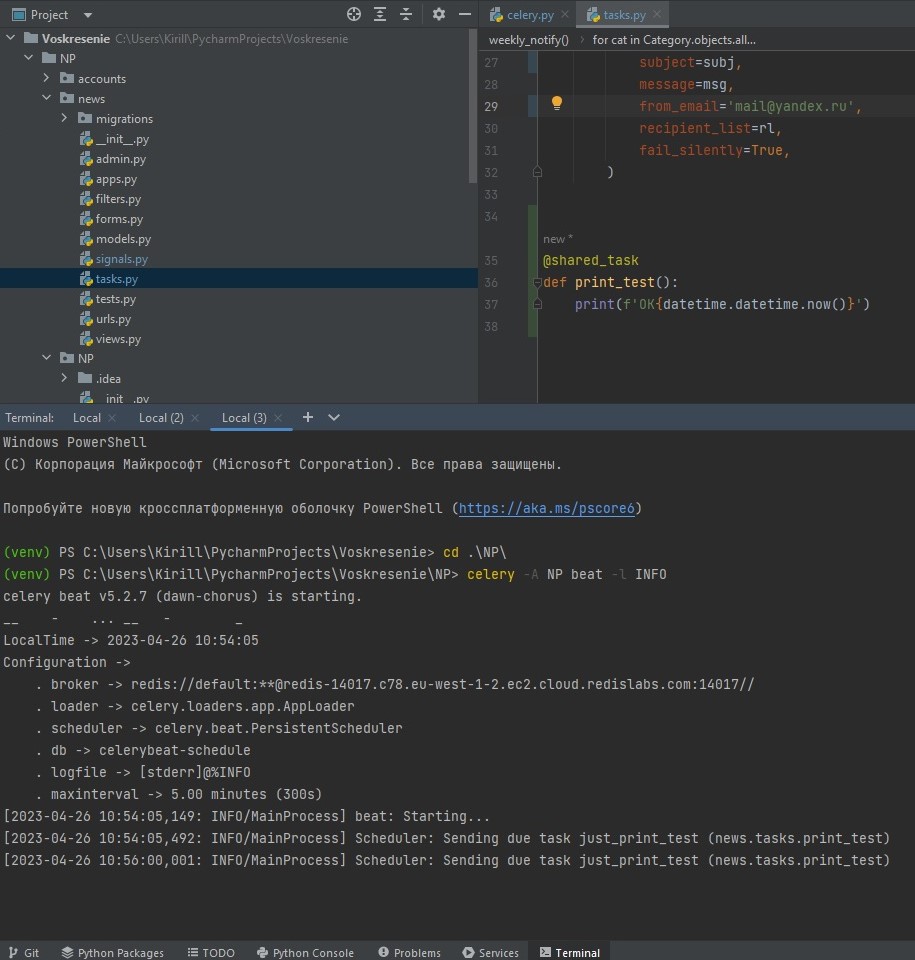 Project
Voskresenie C:\Users\Kirill\PycharmProjects\Voskresenie
NP
accounts
news
migrations
__init__.py
admin.py
apps.py
filters.py
forms.py
models.py
signals.py
tasks.py
tests.py
urls.py
views.py
NP
.idea
__init__.py
celery.py
tasks.py
weekly_notify() > for cat in Category.objects.all...
27 subject=subj,
28 message=msg,
29 from_email='mail@yandex.ru',
30 recipient_list=rl,
31 fail_silently=True,
32 )
33
34
new *
35 @shared_task
36 def print_test():
37 print(f'OK{datetime.datetime.now()}')
38
Terminal: Local Local (2) Local (3)
Windows PowerShell
(C) Корпорация Майкрософт (Microsoft Corporation). Все права защищены.
Попробуйте новую кроссплатформенную оболочку PowerShell (https://aka.ms/pscore6)
(venv) PS C:\Users\Kirill\PycharmProjects\Voskresenie> cd .\NP\
(venv) PS C:\Users\Kirill\PycharmProjects\Voskresenie\NP> celery -A NP beat -l INFO
celery beat v5.2.7 (dawn-chorus) is starting.
__    -    ... __   -        _
LocalTime -> 2023-04-26 10:54:05
Configuration ->
. broker -> redis://default:**@redis-14017.c78.eu-west-1-2.ec2.cloud.redislabs.com:14017//
. loader -> celery.loaders.app.AppLoader
. scheduler -> celery.beat.PersistentScheduler
. db -> celerybeat-schedule
. logfile -> [stderr]@%INFO
. maxinterval -> 5.00 minutes (300s)
[2023-04-26 10:54:05,149: INFO/MainProcess] beat: Starting...
[2023-04-26 10:54:05,492: INFO/MainProcess] Scheduler: Sending due task just_print_test (news.tasks.print_test)
[2023-04-26 10:56:00,001: INFO/MainProcess] Scheduler: Sending due task just_print_test (news.tasks.print_test)
Git Python Packages TODO Python Console Problems Services Terminal